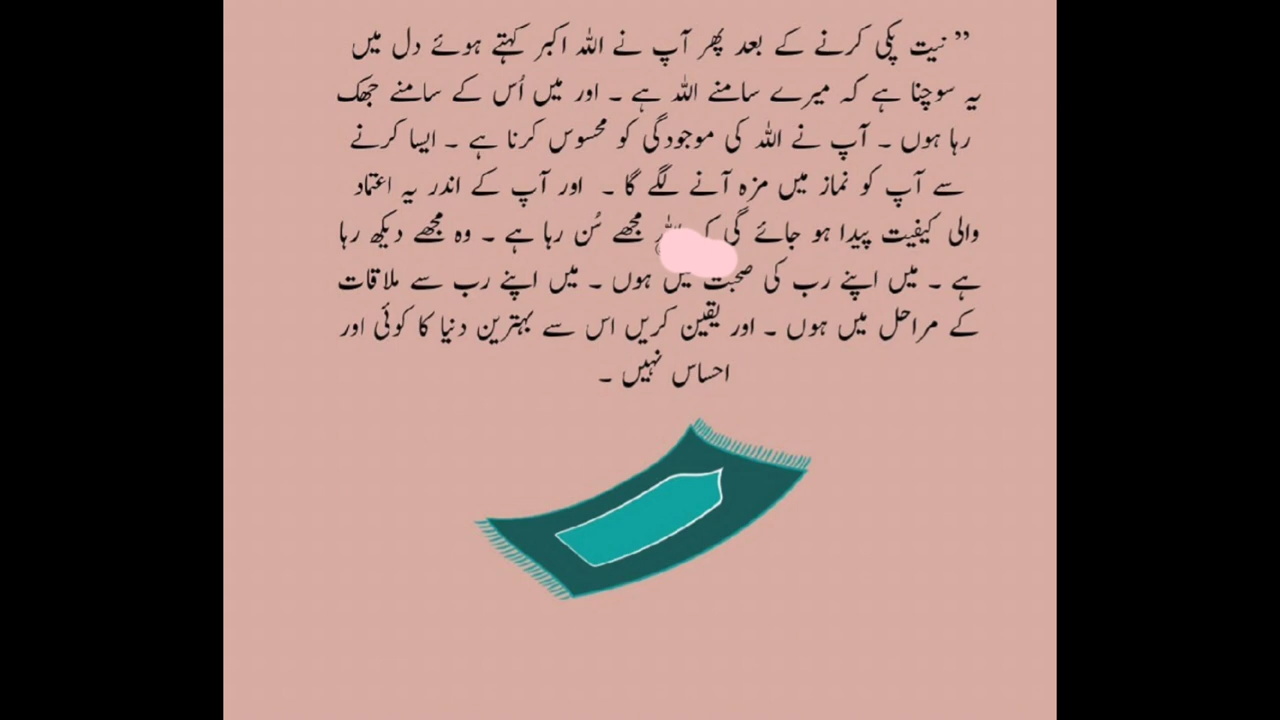 ” نیت پکی کرنے کے بعد پھر آپ نے اللہ اکبر کہتے ہوئے دل میں
یہ سوچنا ہے کہ میرے سامنے اللہ ہے ۔ اور میں اُس کے سامنے جھک
رہا ہوں ۔ آپ نے اللہ کی موجودگی کو محسوس کرنا ہے ۔ ایسا کرنے
سے آپ کو نماز میں مزہ آنے لگے گا ۔ اور آپ کے اندر یہ اعتماد
والی کیفیت پیدا ہو جائے گی مجھے سُن رہا ہے ۔ وہ مجھے دیکھ رہا
ہے ۔ میں اپنے رب کی صحبت میں ہوں ۔ میں اپنے رب سے ملاقات
کے مراحل میں ہوں ۔ اور یقین کریں اس سے بہترین دنیا کا کوئی اور
احساس نہیں ۔